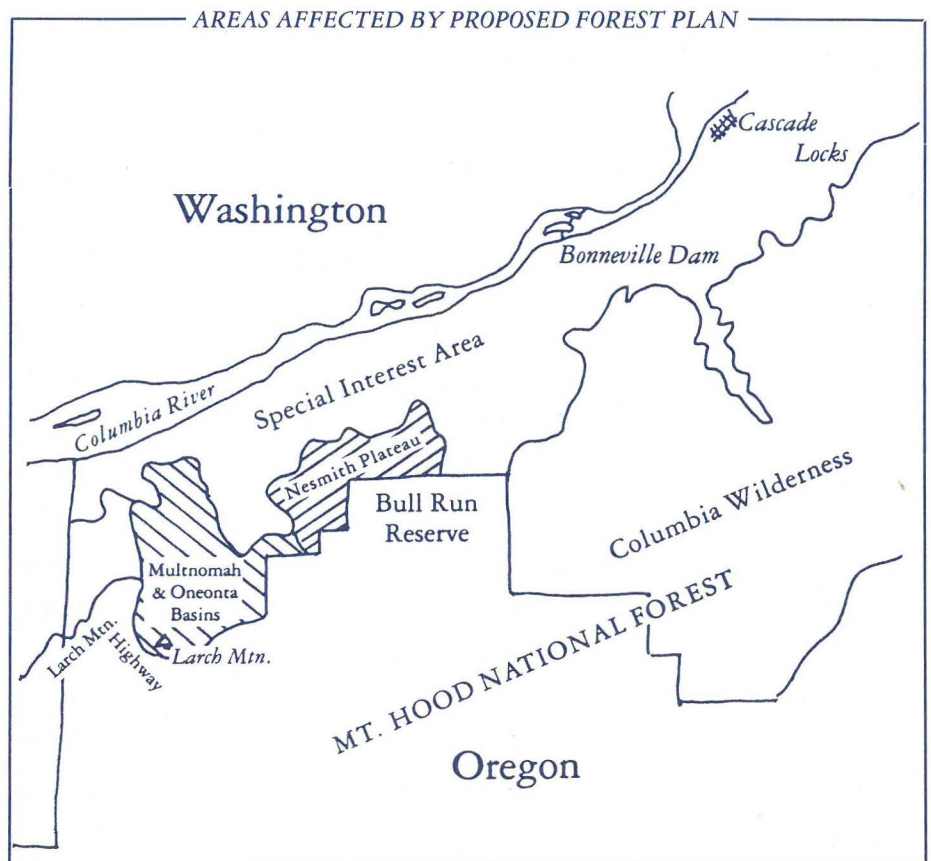 AREAS AFFECTED BY PROPOSED FOREST PLAN
Cascade
Locks
Washington
Bonneville Dam
Special Interest Area
Columbia River
Nesmith Plateau
Bull Run
Reserve
Columbia Wilderness
Multnomah
& Oneonta
Basins
Larch Mtn.
Highway
Larch Mtn.
MT. HOOD NATIONAL FOREST
Oregon